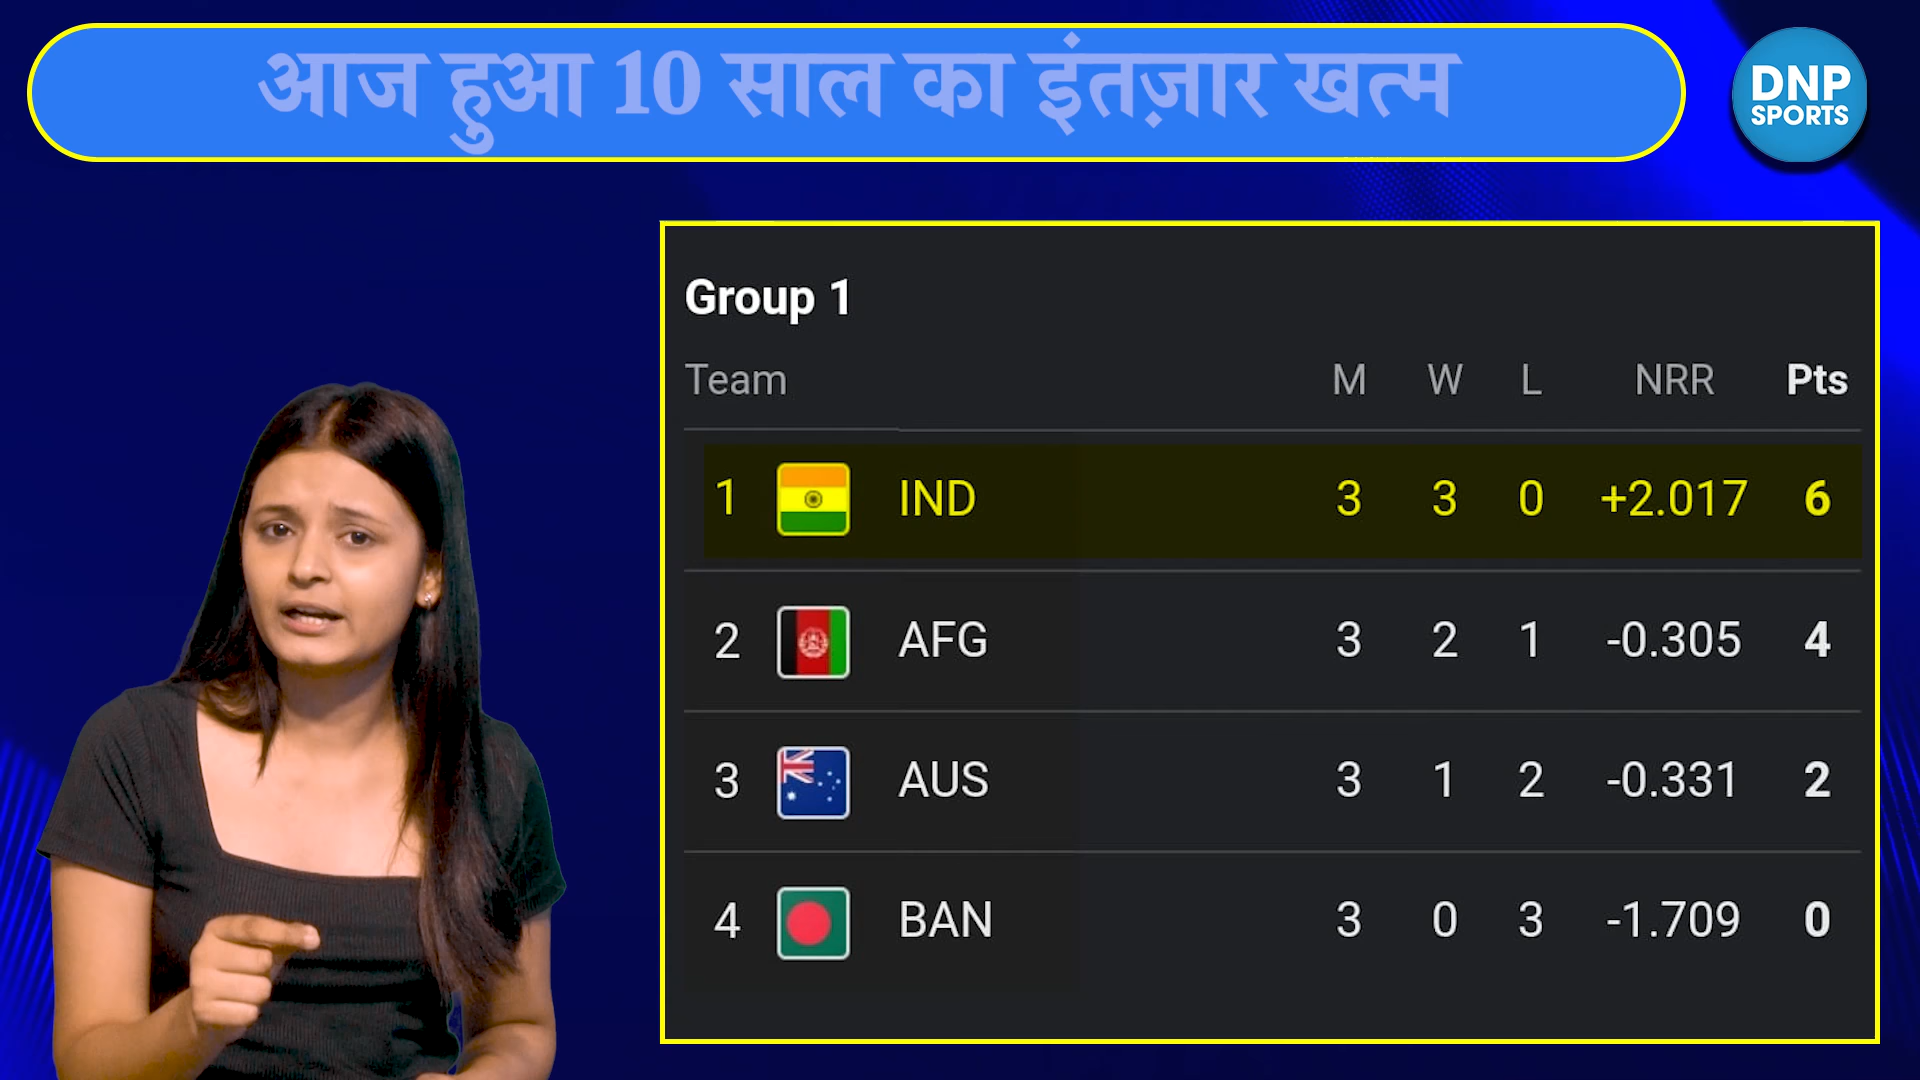 आज हुआ 10 साल का इंतज़ार खत्म
DNP
SPORTS
Group 1
Team M W L NRR Pts
1 IND 3 3 0 +2.017 6
2 AFG 3 2 1 -0.305 4
3 AUS 3 1 2 -0.331 2
4 BAN 3 0 3 -1.709 0